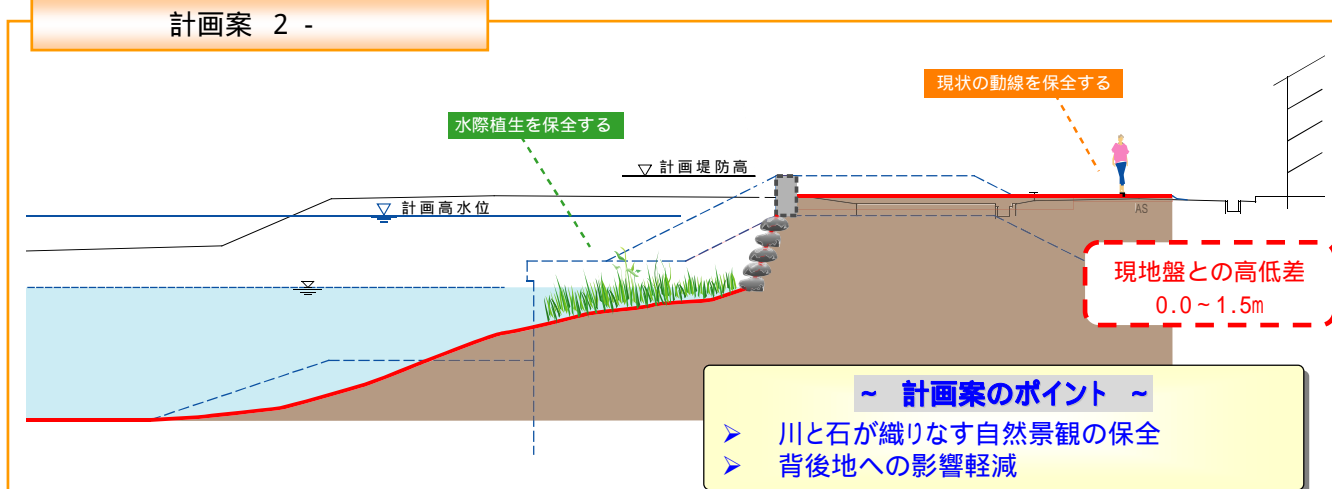 計画案 2 -
現状の動線を保全する
水際植生を保全する
計画堤防高
計画高水位
AS
現地盤との高低差
0.0~1.5m
~ 計画案のポイント ~
➢ 川と石が織りなす自然景観の保全
➢ 背後地への影響軽減